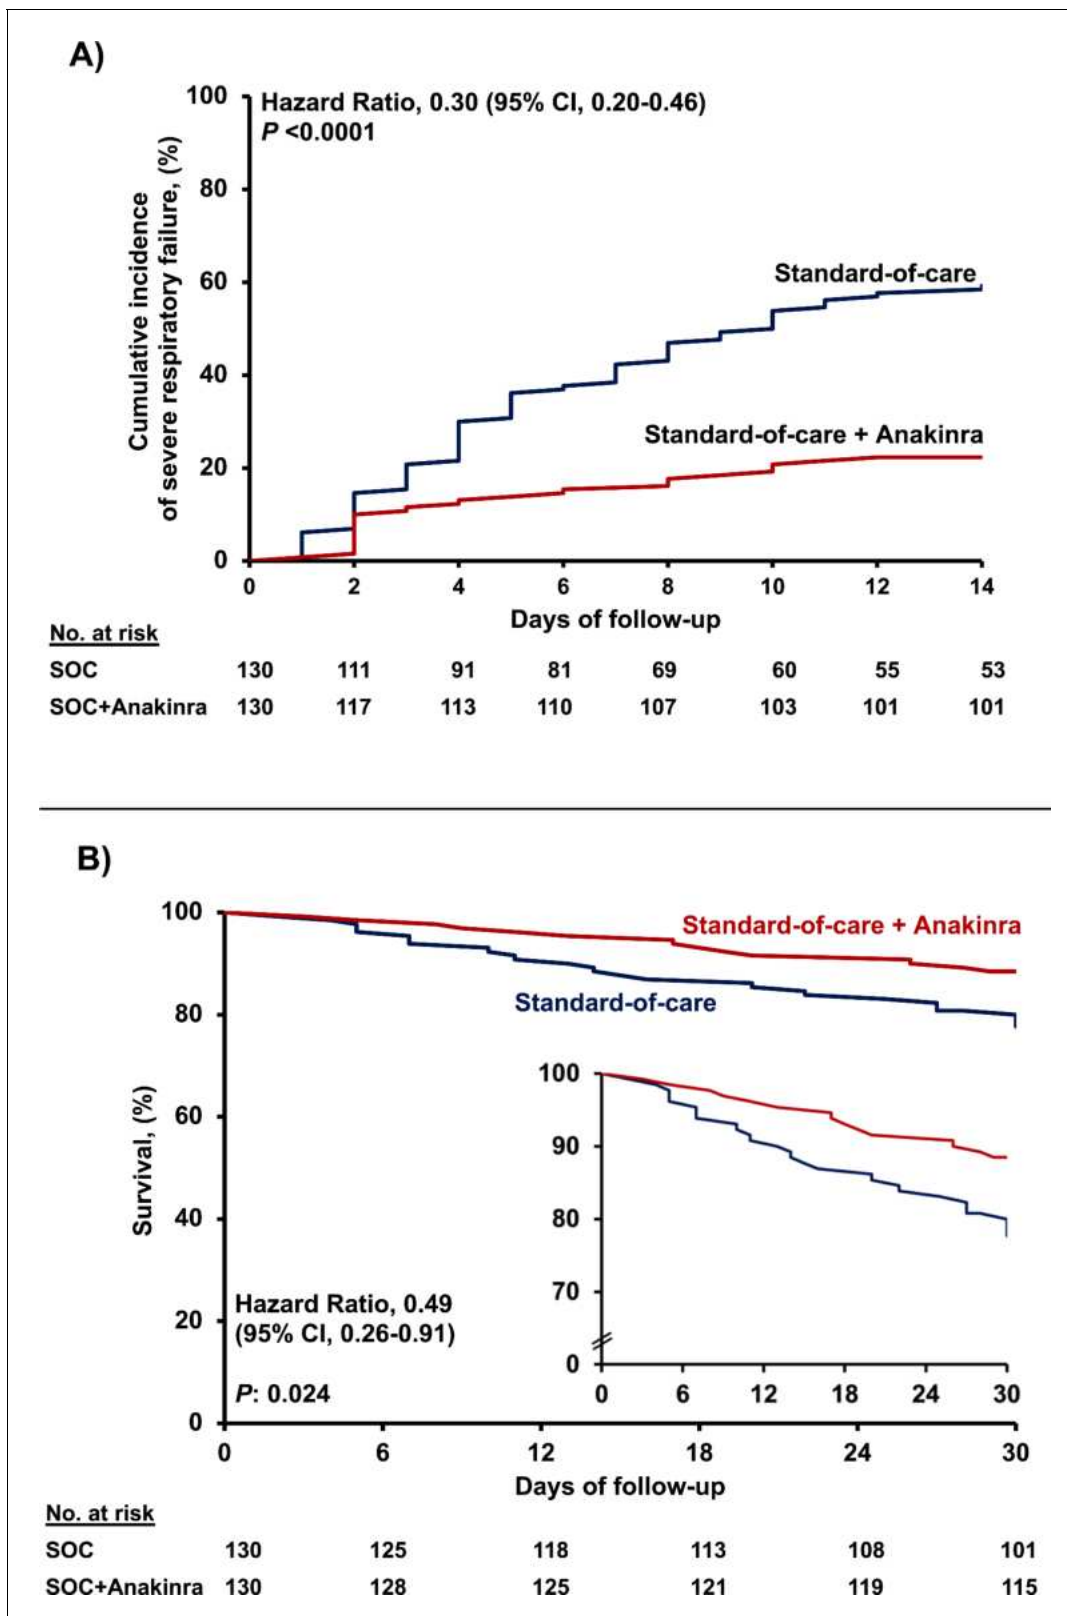 A)
Hazard Ratio, 0.30 (95% CI, 0.20-0.46)
P <0.0001
Cumulative incidence
of severe respiratory failure, (%)
100
80
60
40
20
0
Standard-of-care
Standard-of-care + Anakinra
0 2 4 6 8 10 12 14
Days of follow-up
No. at risk
SOC 130 111 91 81 69 60 55 53
SOC+Anakinra 130 117 113 110 107 103 101 101
B)
Survival, (%)
100
80
60
40
20
0
Standard-of-care + Anakinra
Standard-of-care
100
90
80
70
0
0 6 12 18 24 30
Hazard Ratio, 0.49
(95% CI, 0.26-0.91)
P: 0.024
0 6 12 18 24 30
Days of follow-up
No. at risk
SOC 130 125 118 113 108 101
SOC+Anakinra 130 128 125 121 119 115